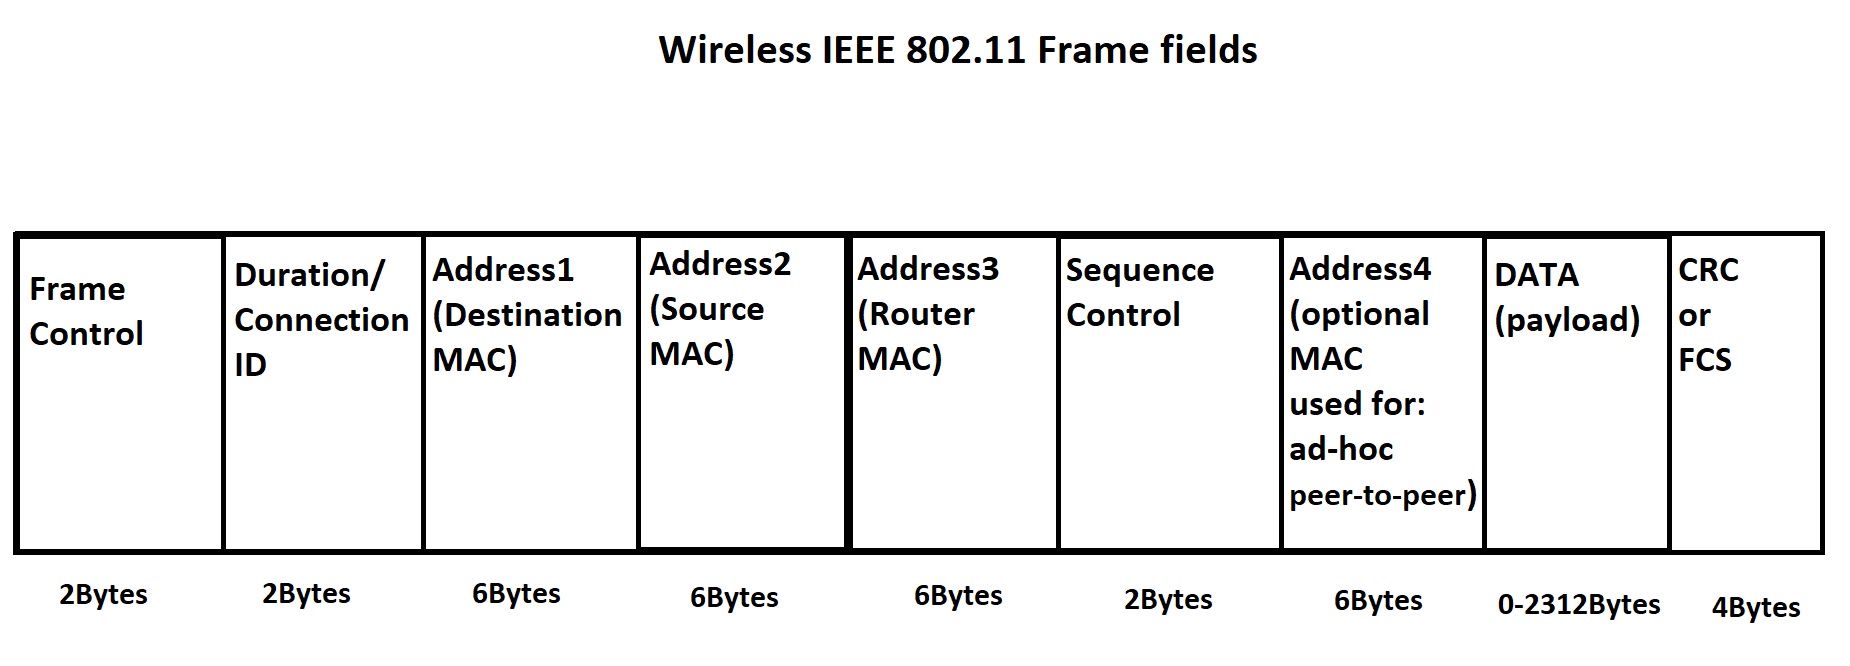 Wireless IEEE 802.11 Frame fields
Frame
Control
Duration/
Connection
ID
Address1
(Destination
MAC)
Address2
(Source
MAC)
Address3
(Router
MAC)
Sequence
Control
Address4
(optional
MAC
used for:
ad-hoc
peer-to-peer)
DATA
(payload)
CRC
or
FCS
2Bytes
2Bytes
6Bytes
6Bytes
6Bytes
2Bytes
6Bytes
0-2312Bytes
4Bytes